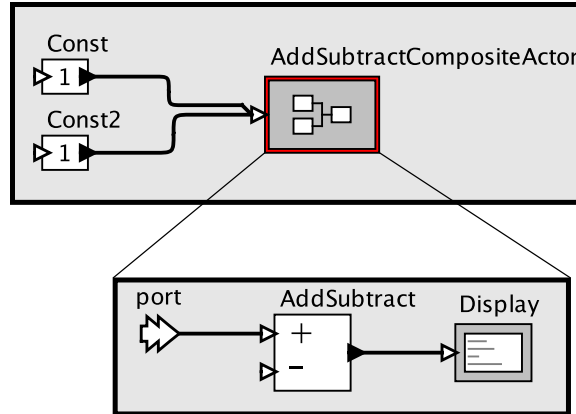 Const
AddSubtractCompositeActor
1
Const2
1
port
AddSubtract
Display
+
-